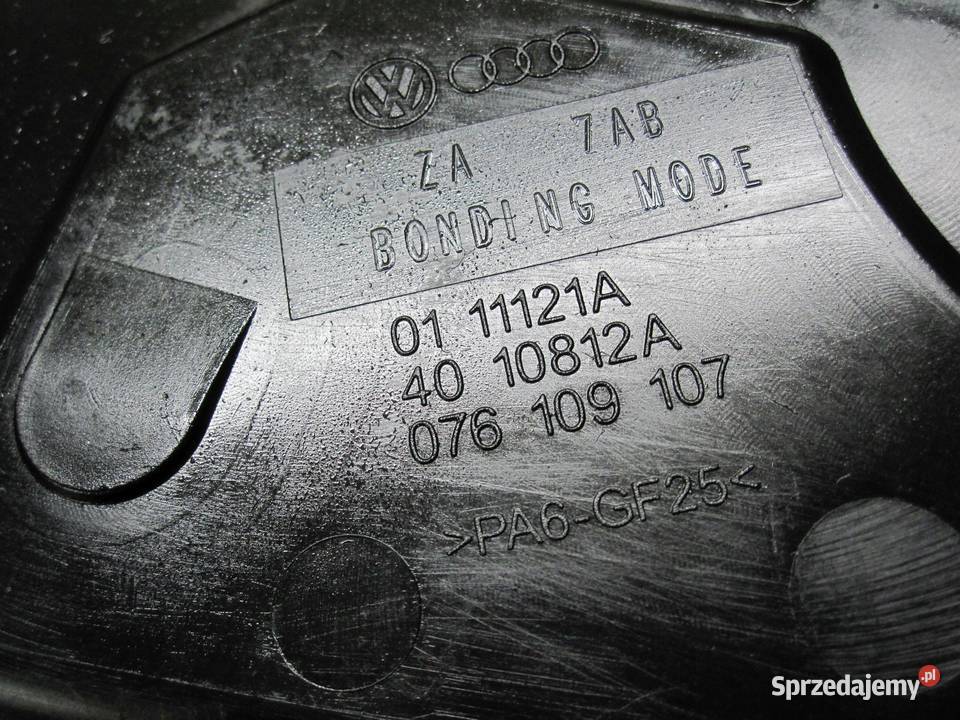 ZA 7AB
BONDING MODE
01 11121A
40 10812A
076 109 107
>PA6-GF25<
Sprzedajemy.pl